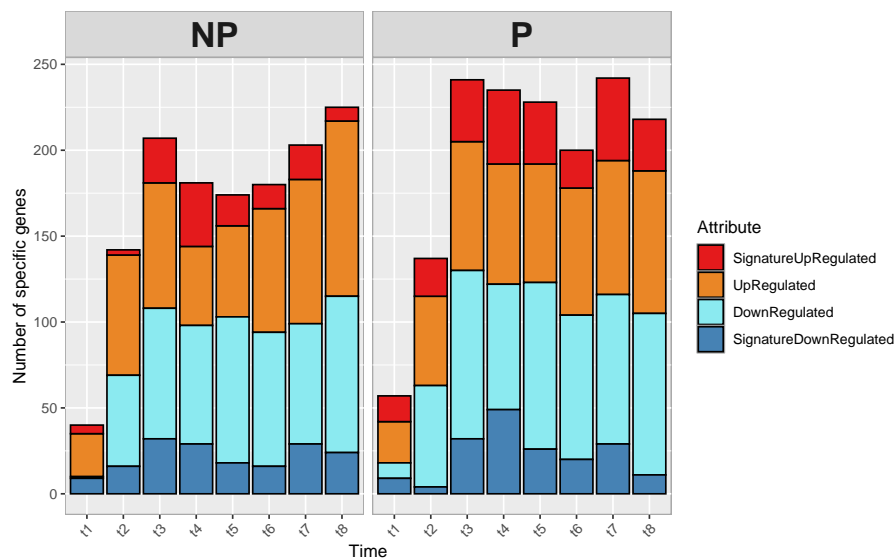 NP P
250
200
150
100
50
0
Number of specific genes
t1 t2 t3 t4 t5 t6 t7 t8 t1 t2 t3 t4 t5 t6 t7 t8
Time
Attribute
SignatureUpRegulated
UpRegulated
DownRegulated
SignatureDownRegulated